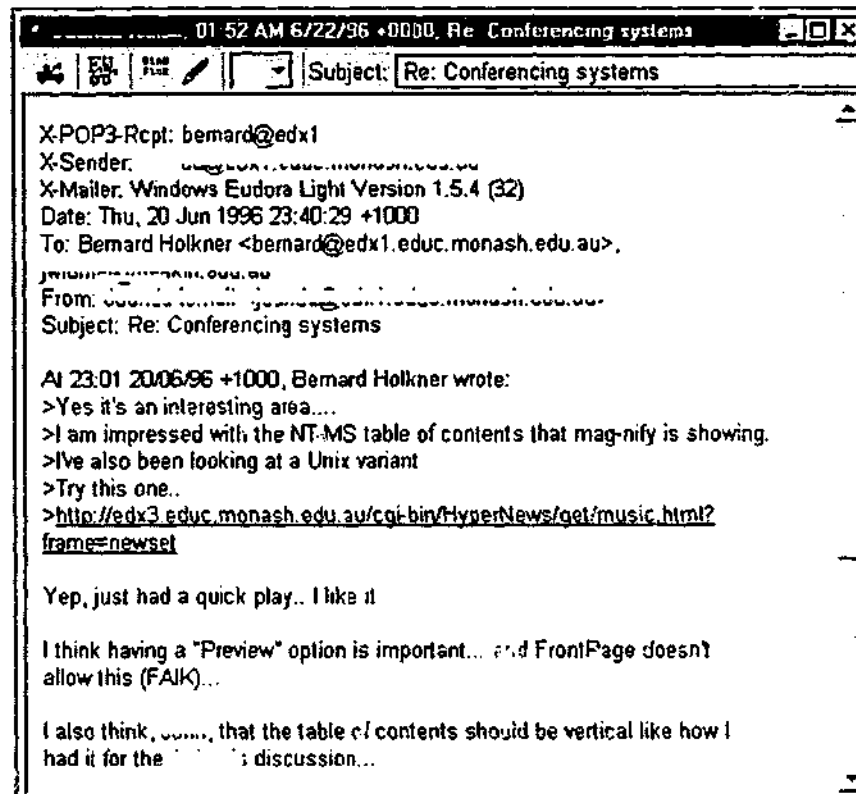 01:52 AM 6/22/96 +0000, Re: Conferencing systems
Subject: Re: Conferencing systems
X-POP3-Rcpt: bernard@edx1
X-Sender:
X-Mailer: Windows Eudora Light Version 1.5.4 (32)
Date: Thu, 20 Jun 1996 23:40:29 +1000
To: Bernard Holkner <bernard@edx1.educ.monash.edu.au>,
From:
Subject: Re: Conferencing systems
At 23:01 20/06/96 +1000, Bernard Holkner wrote:
>Yes it's an interesting area....
>I am impressed with the NT-MS table of contents that mag-nify is showing.
>Ive also been looking at a Unix variant
>Try this one..
>http://edx3.educ.monash.edu.au/cgi-bin/HyperNews/get/music.html?
frame=newset
Yep, just had a quick play.. I like it
I think having a "Preview" option is important... and FrontPage doesn't
allow this (FAIK)...
I also think, that the table of contents should be vertical like how I
had it for the discussion...